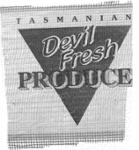 TASMANIAN
Devil
Fresh
PRODUCE